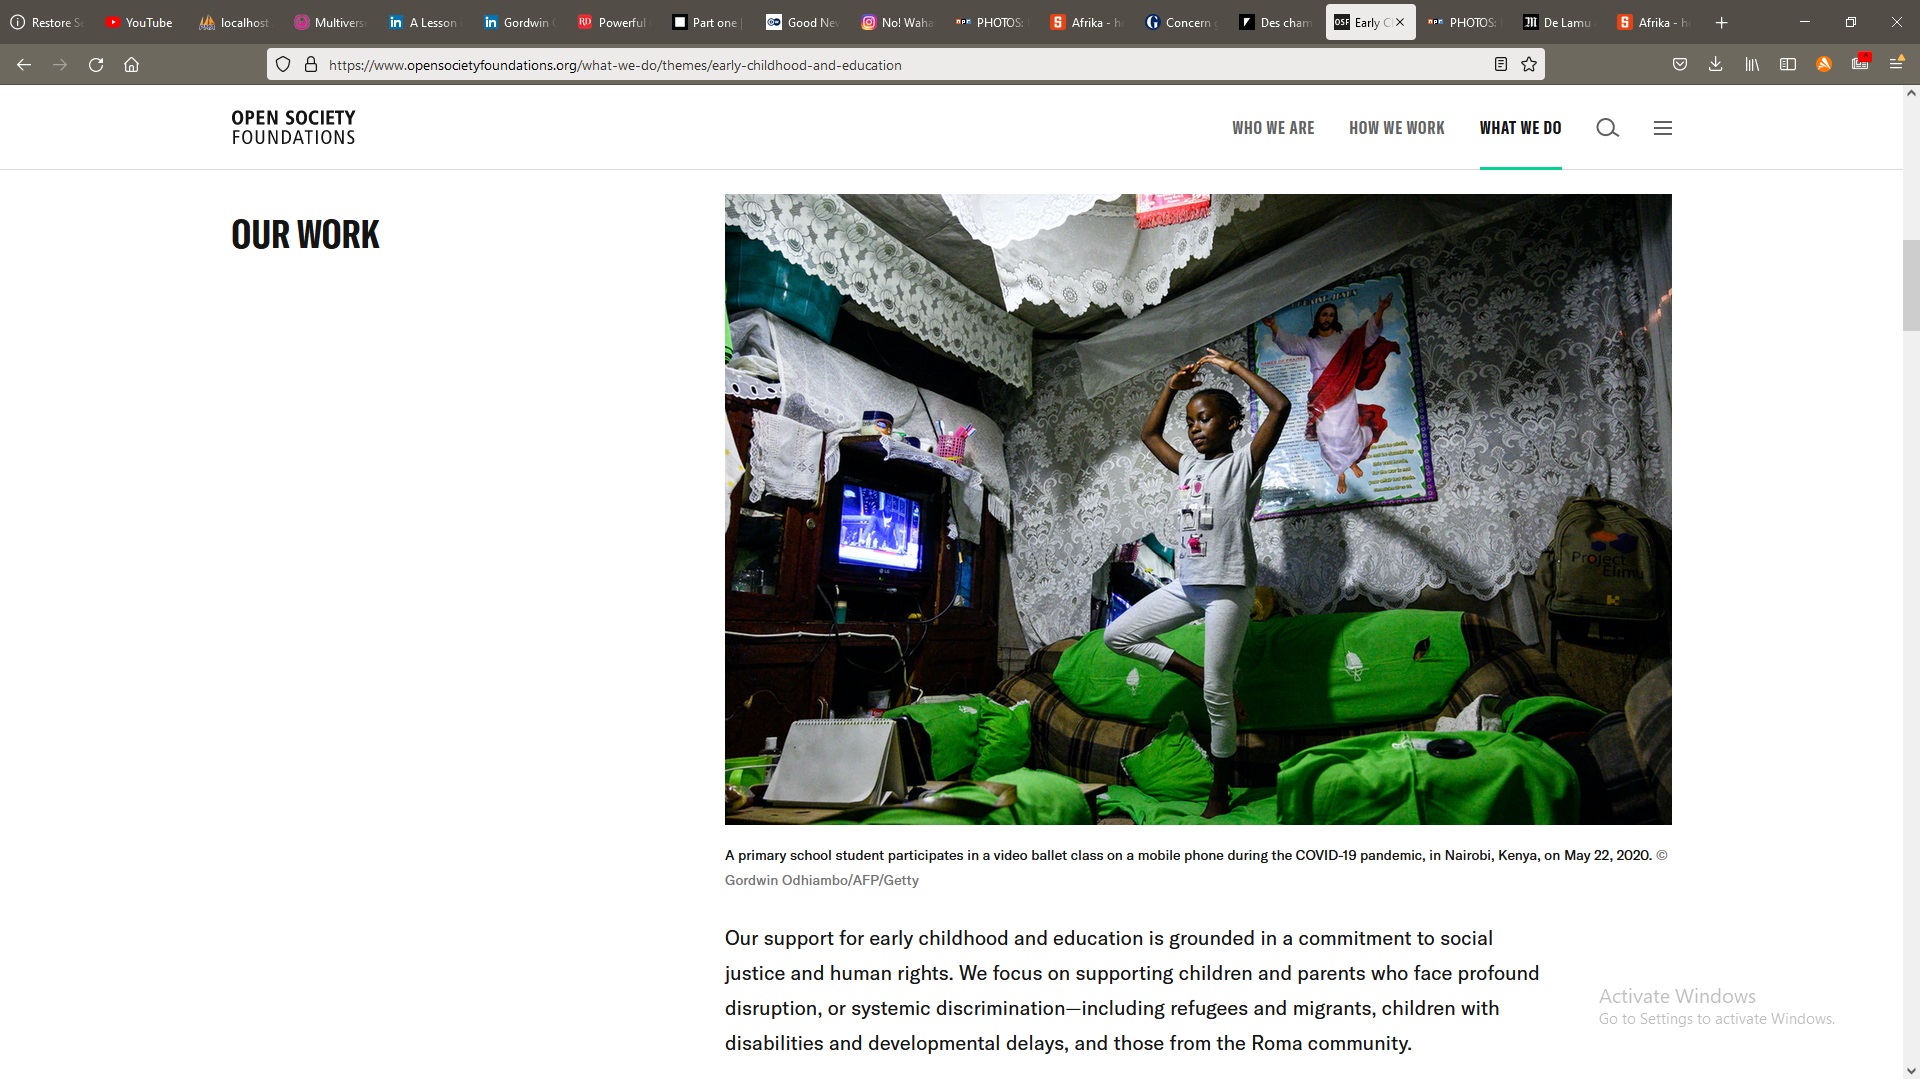 Restore S
YouTube
localhost
Multivers
A Lesson
Gordwin
Powerful
Part one
Good Nev
No! Waha
PHOTOS:
Afrika - h
Concern
Des cham
Early C
PHOTOS:
De Lamu
Afrika - h
https://www.opensocietyfoundations.org/what-we-do/themes/early-childhood-and-education
OPEN SOCIETY
FOUNDATIONS
WHO WE ARE
HOW WE WORK
WHAT WE DO
OUR WORK
LG
Project
Elimu
A primary school student participates in a video ballet class on a mobile phone during the COVID-19 pandemic, in Nairobi, Kenya, on May 22, 2020. ©
Gordwin Odhiambo/AFP/Getty
Our support for early childhood and education is grounded in a commitment to social
justice and human rights. We focus on supporting children and parents who face profound
disruption, or systemic discrimination—including refugees and migrants, children with
disabilities and developmental delays, and those from the Roma community.
Activate Windows
Go to Settings to activate Windows.